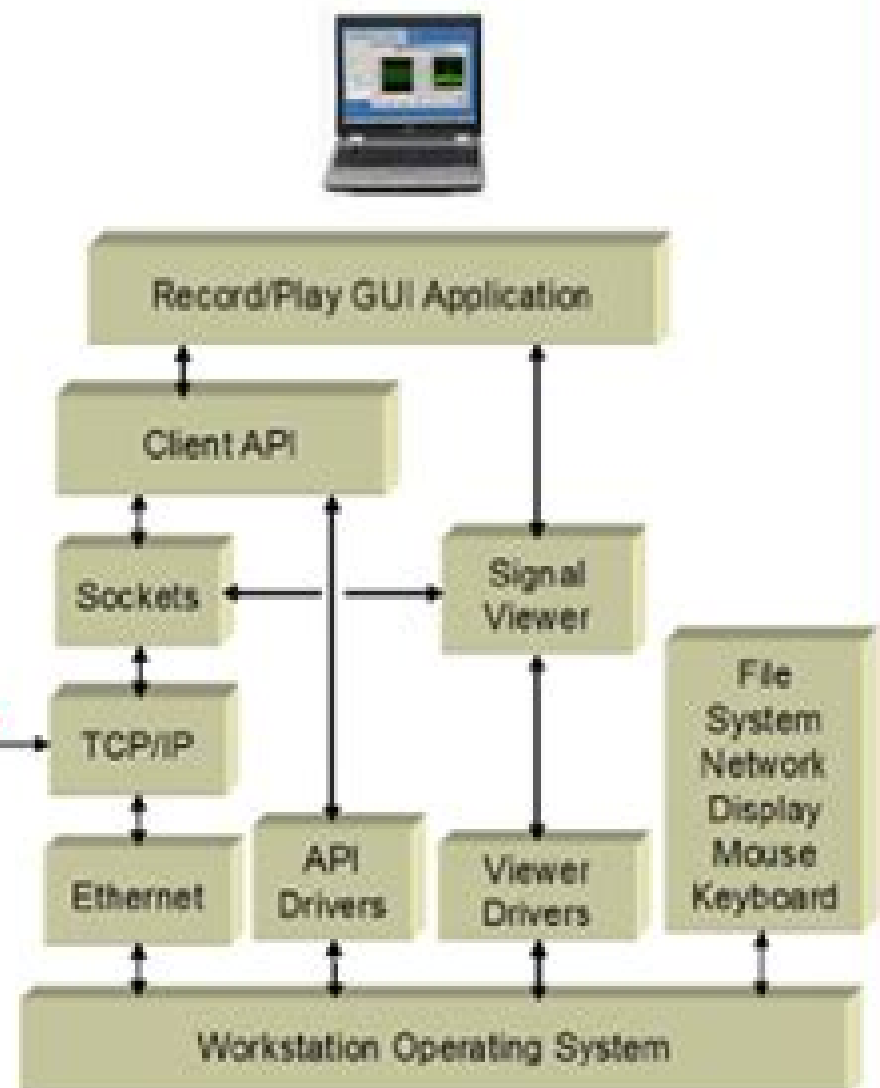 Record/Play GUI Application
Client API
Sockets
Signal
Viewer
TCP/IP
File
System
Network
Display
Mouse
Keyboard
Ethernet
API
Drivers
Viewer
Drivers
Workstation Operating System